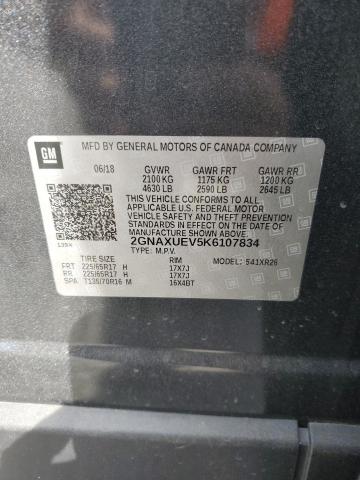 GM MFD BY GENERAL MOTORS OF CANADA COMPANY
06/18 GVWR GAWR FRT GAWR RR
2100 KG 1175 KG 1200 KG
4630 LB 2590 LB 2645 LB
THIS VEHICLE CONFORMS TO ALL APPLICABLE
U.S. FEDERAL MOTOR VEHICLE SAFETY, BUMPER,
AND THEFT PREVENTION STANDARDS IN EFFECT
ON THE DATE OF MANUFACTURE SHOWN ABOVE.
2GNAXUEV5K6107834
TYPE: M.P.V.
TIRE SIZE RIM MODEL: 541XR26
FRT 225/65R17 H 17X7J
RR 225/65R17 H 17X7J
SPA T135/70R16 M 16X4BT